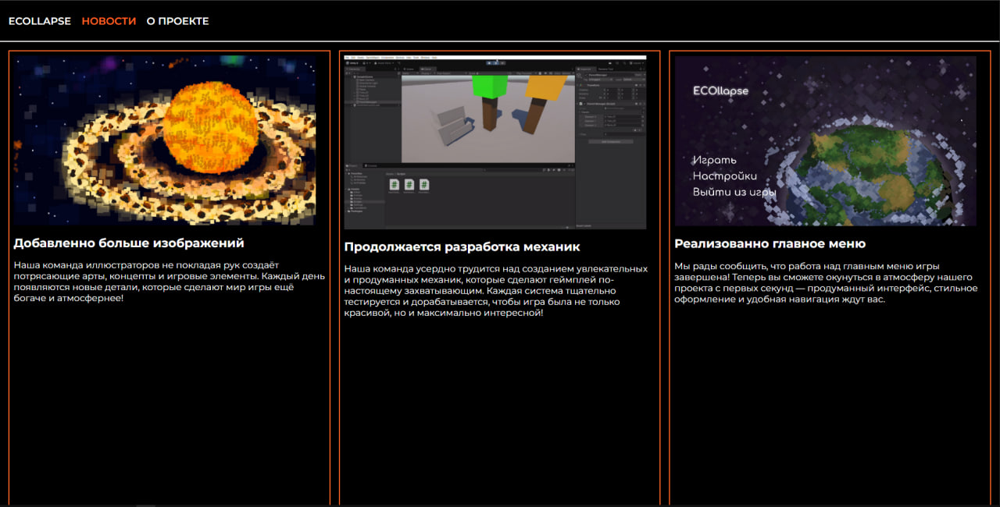 ECOLLAPSE НОВОСТИ О ПРОЕКТЕ
Добавленно больше изображений
Наша команда иллюстраторов не покладая рук создаёт
потрясающие арты, концепты и игровые элементы. Каждый день
появляются новые детали, которые сделают мир игры ещё
богаче и атмосфернее!
Продолжается разработка механик
Наша команда усердно трудится над созданием увлекательных
и продуманных механик, которые сделают геймплей по-
настоящему захватывающим. Каждая система тщательно
тестируется и дорабатывается, чтобы игра была не только
красивой, но и максимально интересной!
ECOllapse
Играть
Настройки
Выйти из игры
Реализованно главное меню
Мы рады сообщить, что работа над главным меню игры
завершена! Теперь вы сможете окунуться в атмосферу нашего
проекта с первых секунд — продуманный интерфейс, стильное
оформление и удобная навигация ждут вас.